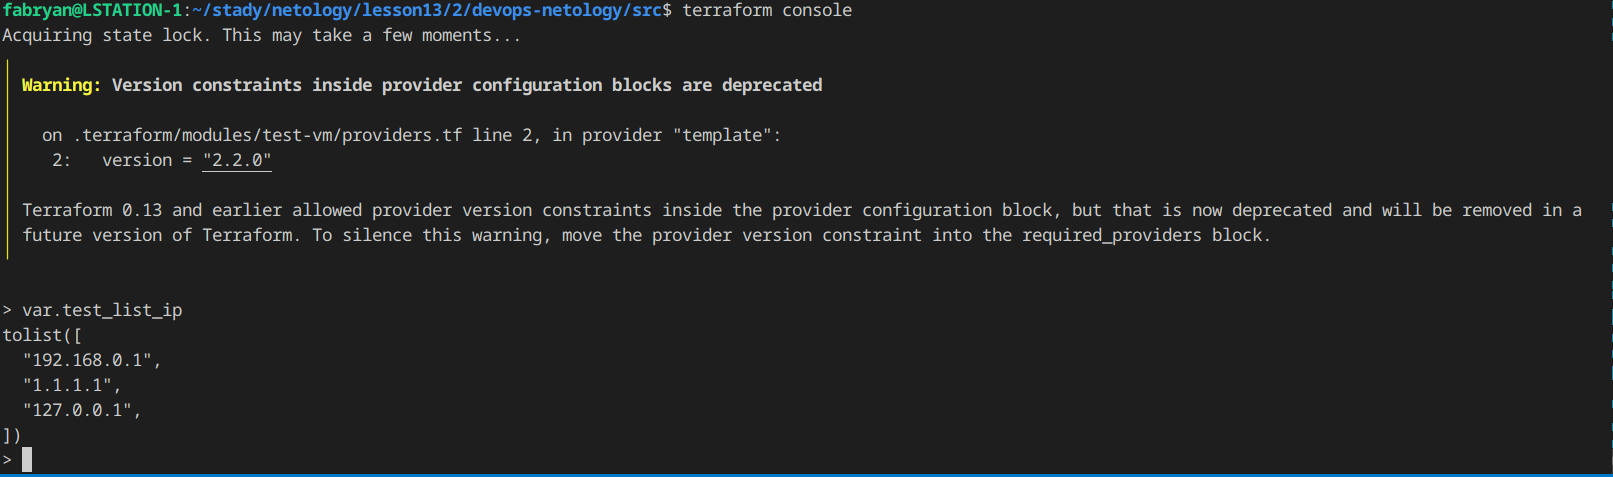 fabryan@LSTATION-1:~/stady/netology/lesson13/2/devops-netology/src$ terraform console
Acquiring state lock. This may take a few moments...
Warning: Version constraints inside provider configuration blocks are deprecated
on .terraform/modules/test-vm/providers.tf line 2, in provider "template":
2:   version = "2.2.0"
Terraform 0.13 and earlier allowed provider version constraints inside the provider configuration block, but that is now deprecated and will be removed in a
future version of Terraform. To silence this warning, move the provider version constraint into the required_providers block.
> var.test_list_ip
tolist([
  "192.168.0.1",
  "1.1.1.1",
  "127.0.0.1",
])
>